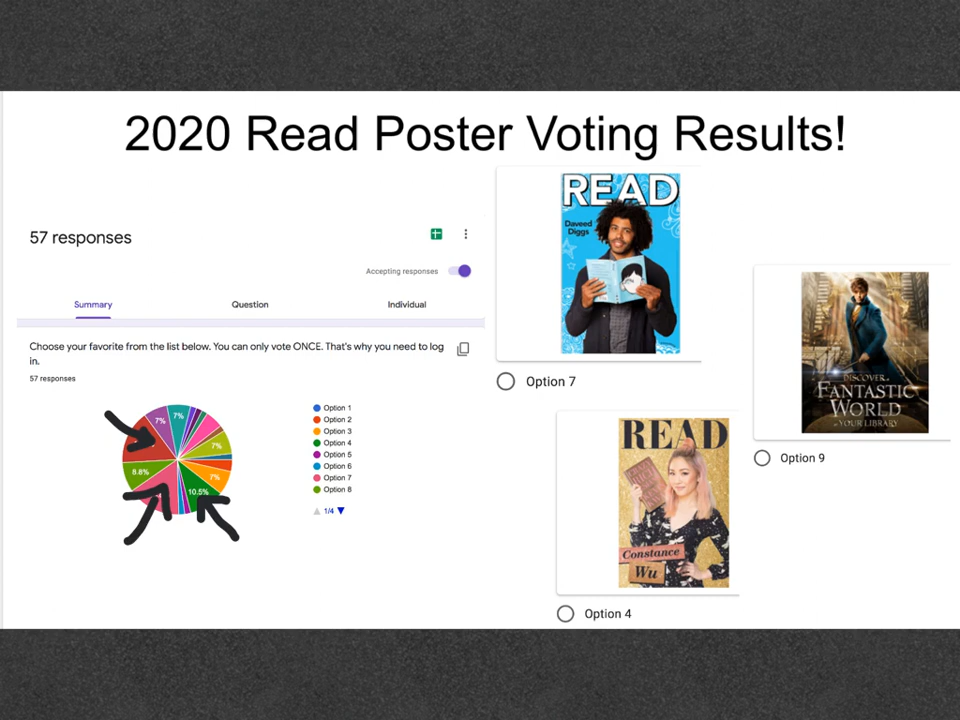 2020 Read Poster Voting Results!
57 responses
Accepting responses
Summary
Question
Individual
Choose your favorite from the list below. You can only vote ONCE. That's why you need to log
in.
57 responses
7%
7%
7%
7%
8.8%
10.5%
Option 1
Option 2
Option 3
Option 4
Option 5
Option 6
Option 7
Option 8
1/4
READ
Daveed
Diggs
Option 7
DISCOVER A
FANTASTIC
WORLD
AT YOUR LIBRARY
Option 9
READ
Constance
Wu
Option 4